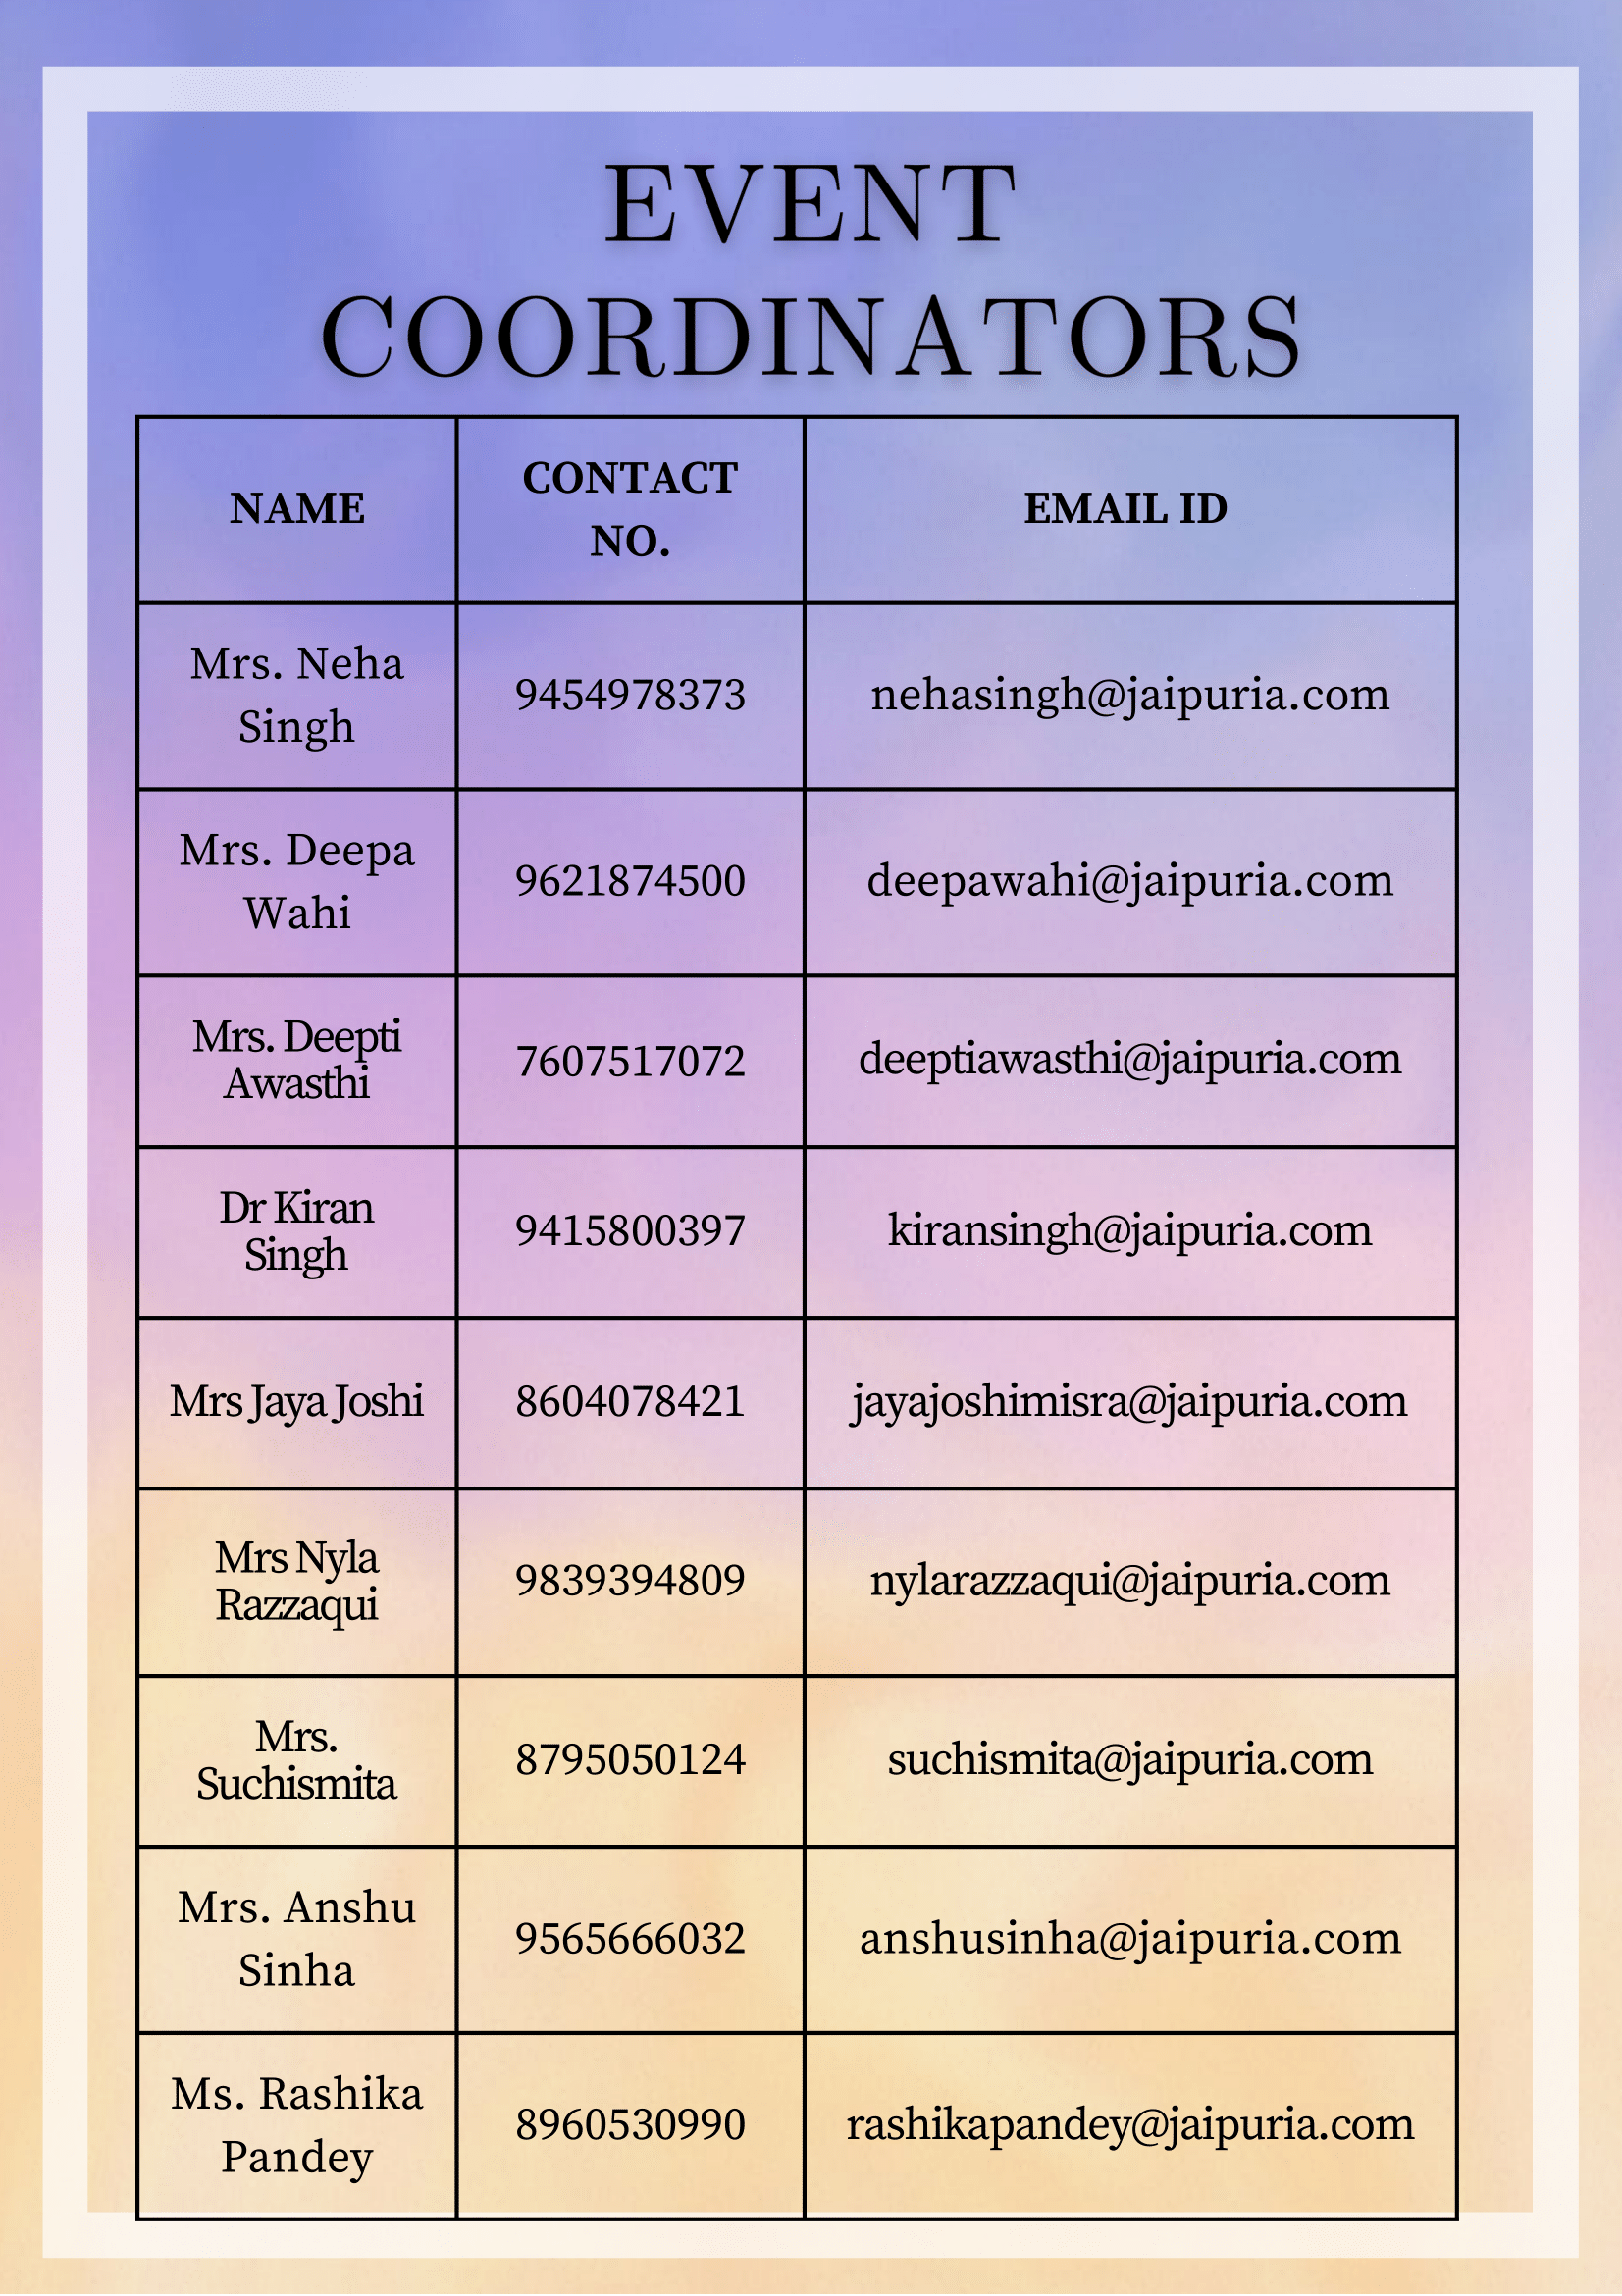 EVENT
COORDINATORS
NAME
CONTACT
NO.
EMAIL ID
Mrs. Neha
Singh
9454978373
nehasingh@jaipuria.com
Mrs. Deepa
Wahi
9621874500
deepawahi@jaipuria.com
Mrs. Deepti
Awasthi
7607517072
deeptiawasthi@jaipuria.com
Dr Kiran
Singh
9415800397
kiransingh@jaipuria.com
Mrs Jaya Joshi
8604078421
jayajoshimisra@jaipuria.com
Mrs Nyla
Razzaqui
9839394809
nylarazzaqui@jaipuria.com
Mrs.
Suchismita
8795050124
suchismita@jaipuria.com
Mrs. Anshu
Sinha
9565666032
anshusinha@jaipuria.com
Ms. Rashika
Pandey
8960530990
rashikapandey@jaipuria.com